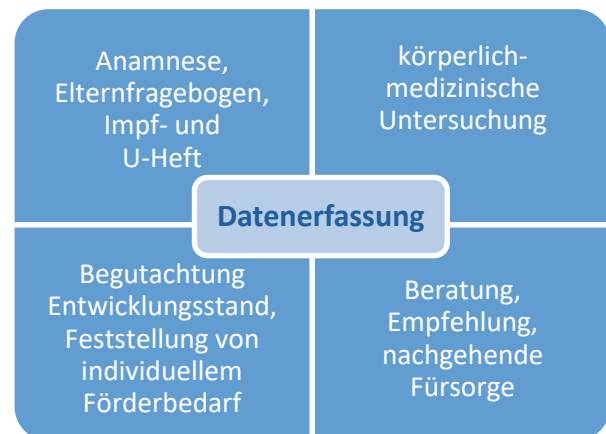 Anamnese,
Elternfragebogen,
Impf- und
U-Heft
körperlich-
medizinische
Untersuchung
Datenerfassung
Begutachtung
Entwicklungsstand,
Feststellung von
individuellem
Förderbedarf
Beratung,
Empfehlung,
nachgehende
Fürsorge